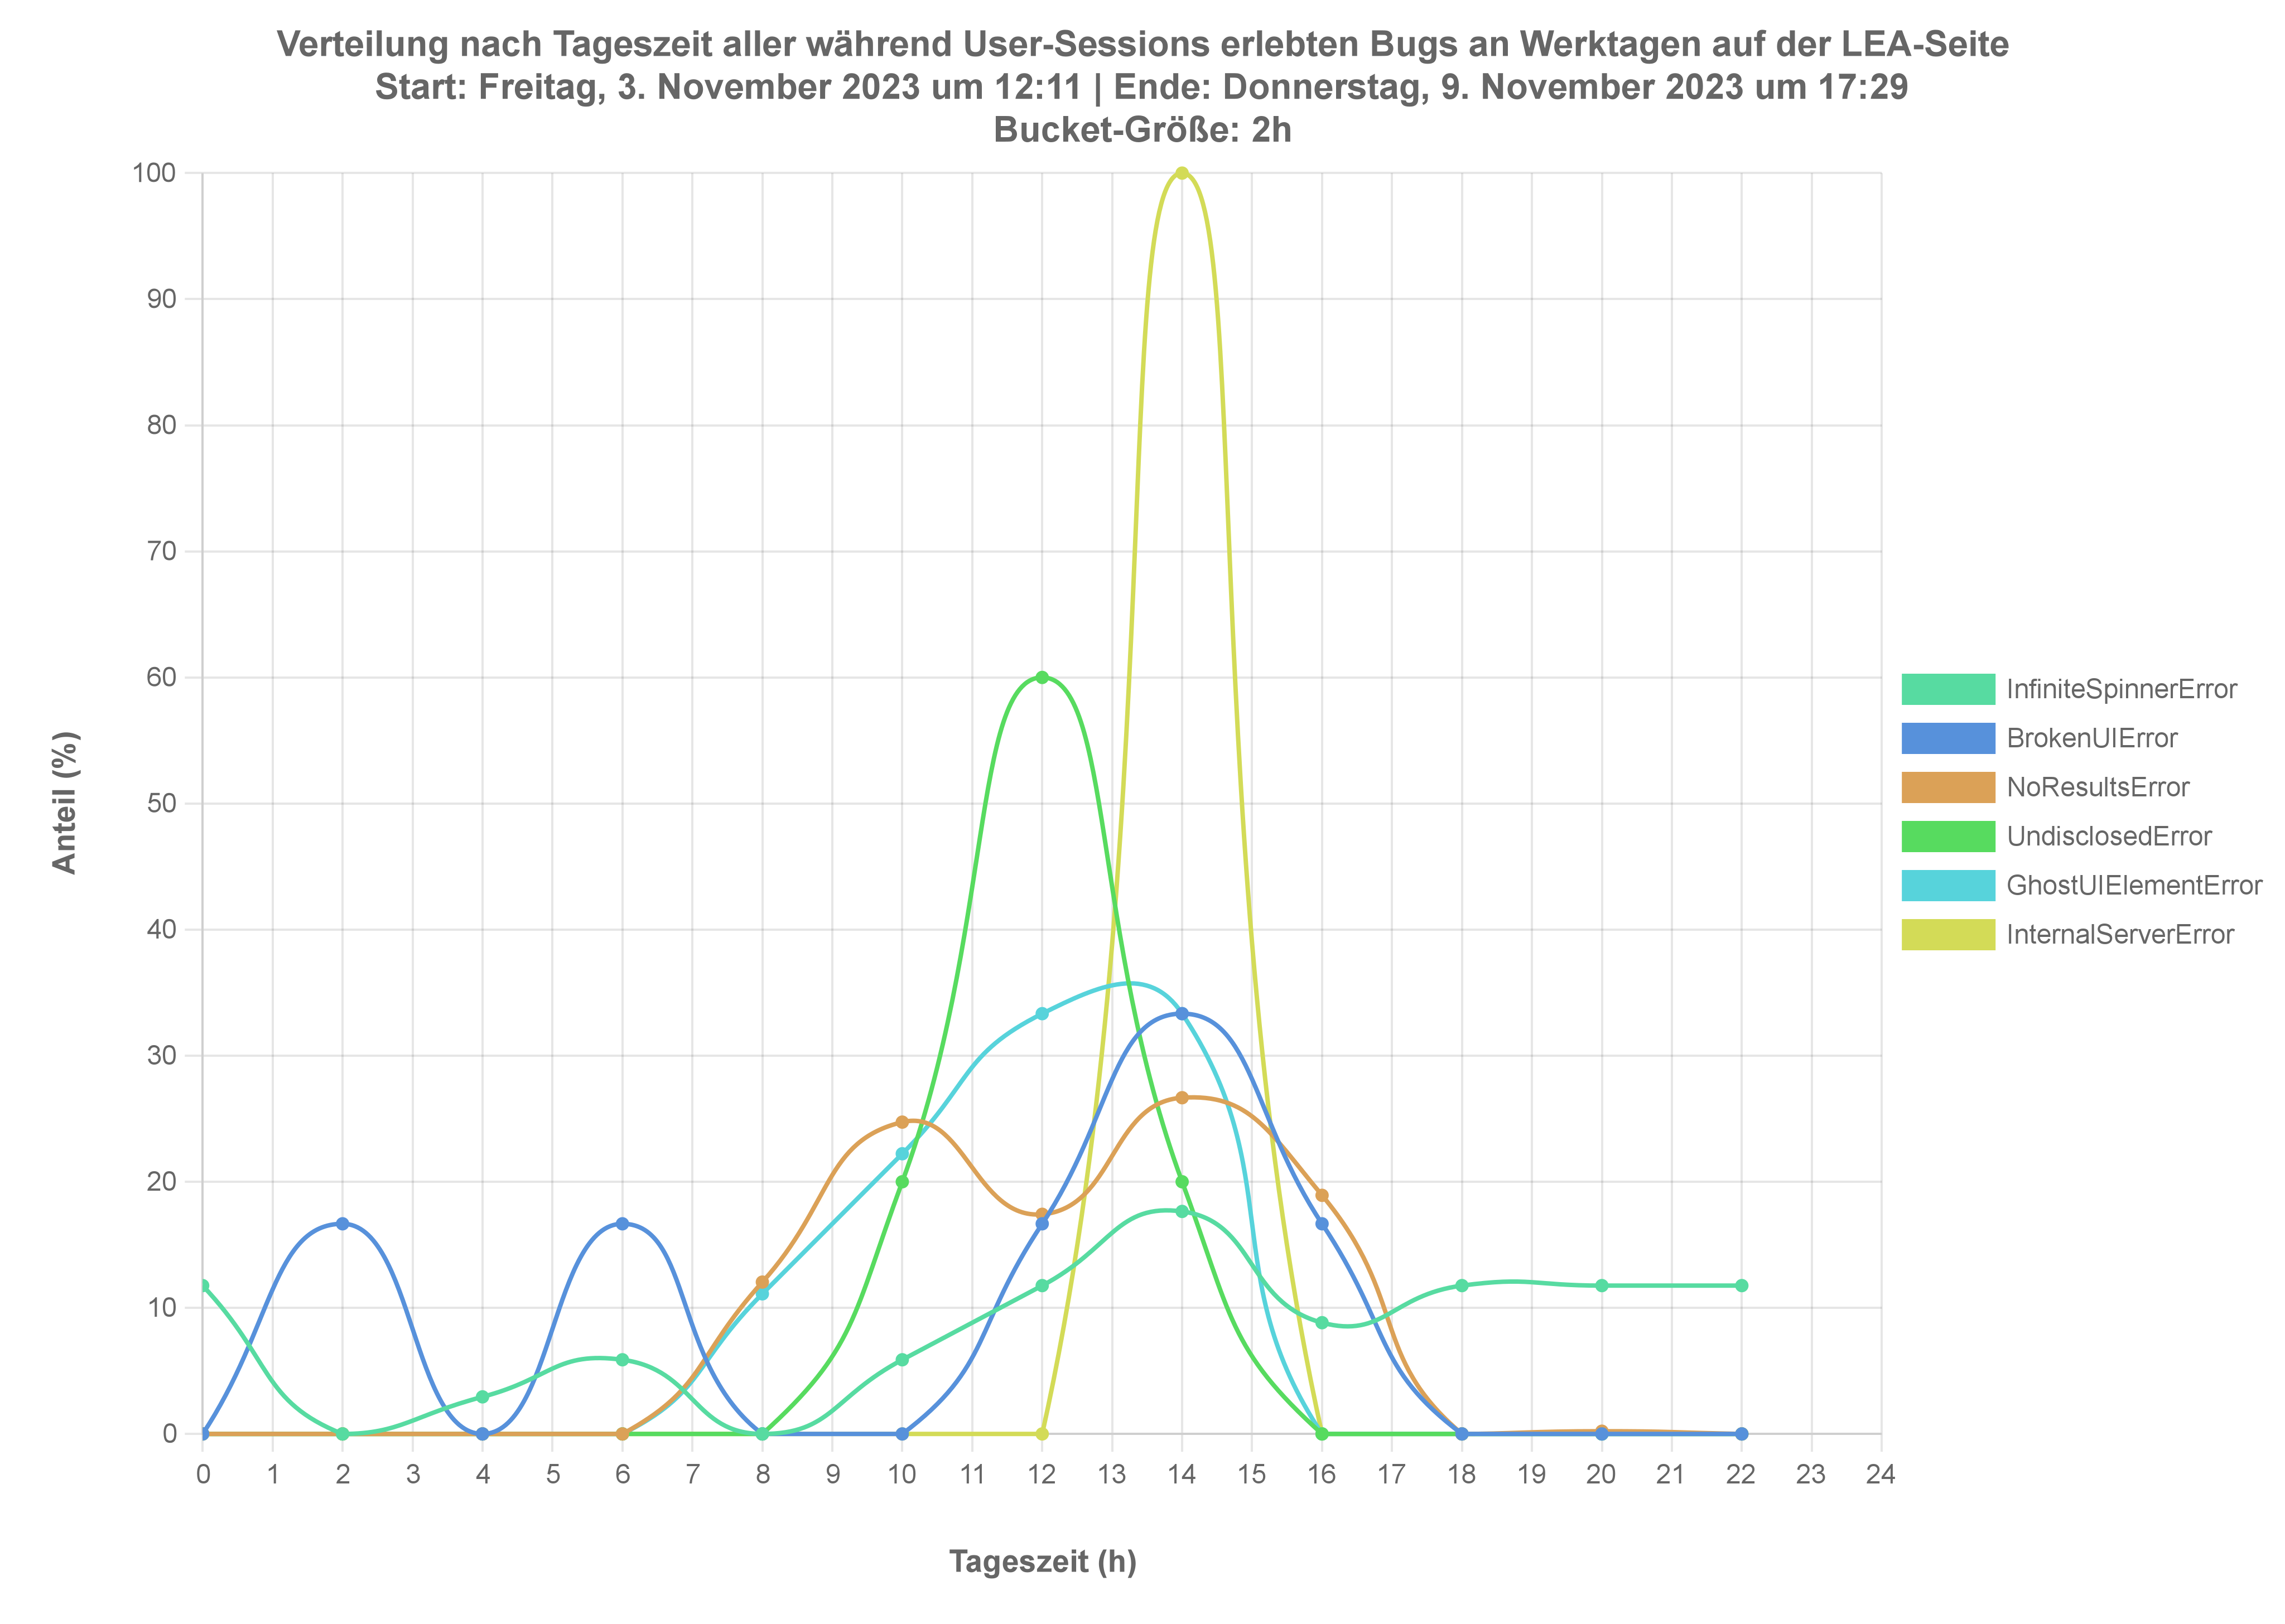 Verteilung nach Tageszeit aller während User-Sessions erlebten Bugs an Werktagen auf der LEA-Seite
Start: Freitag, 3. November 2023 um 12:11 | Ende: Donnerstag, 9. November 2023 um 17:29
Bucket-Größe: 2h
100
90
80
70
60
50
40
30
20
10
0
Anteil (%)
0 1 2 3 4 5 6 7 8 9 10 11 12 13 14 15 16 17 18 19 20 21 22 23 24
Tageszeit (h)
InfiniteSpinnerError
BrokenUIError
NoResultsError
UndisclosedError
GhostUIElementError
InternalServerError